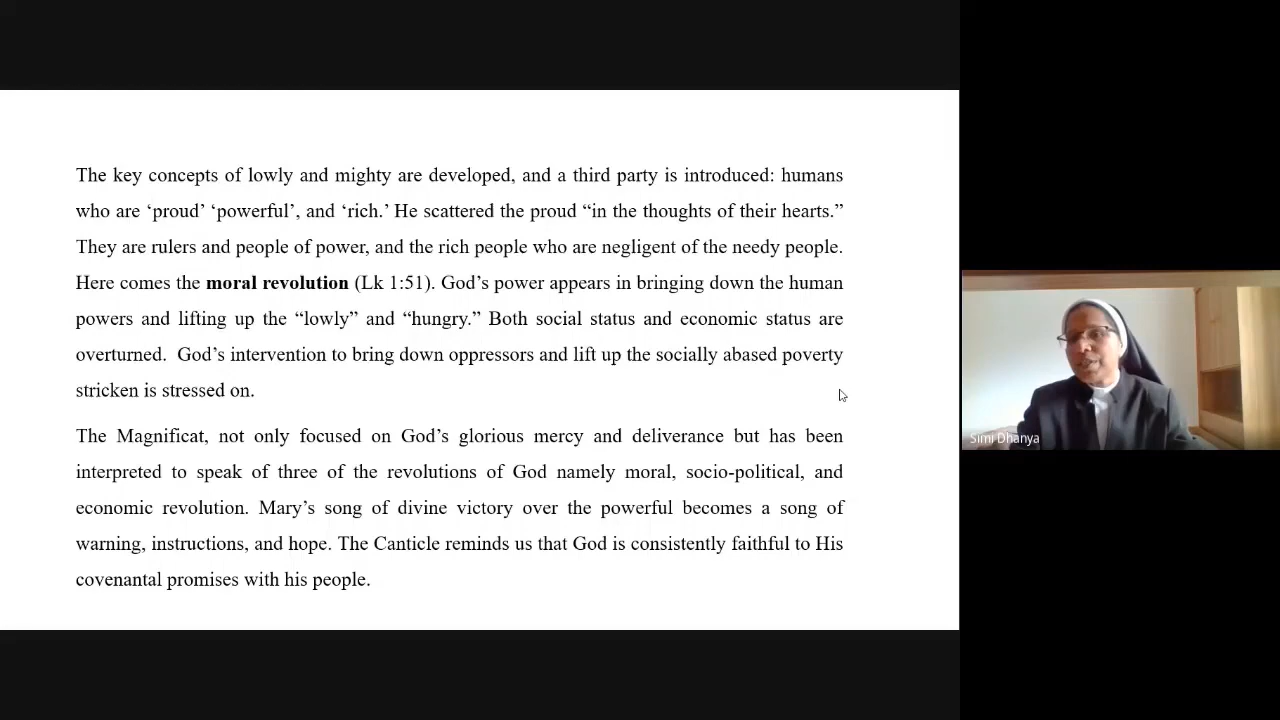 The key concepts of lowly and mighty are developed, and a third party is introduced: humans
who are ‘proud’ ‘powerful’, and ‘rich.’ He scattered the proud “in the thoughts of their hearts.”
They are rulers and people of power, and the rich people who are negligent of the needy people.
Here comes the moral revolution (Lk 1:51). God’s power appears in bringing down the human
powers and lifting up the “lowly” and “hungry.” Both social status and economic status are
overturned.  God’s intervention to bring down oppressors and lift up the socially abased poverty
stricken is stressed on.
The Magnificat, not only focused on God’s glorious mercy and deliverance but has been
interpreted to speak of three of the revolutions of God namely moral, socio-political, and
economic revolution. Mary’s song of divine victory over the powerful becomes a song of
warning, instructions, and hope. The Canticle reminds us that God is consistently faithful to His
covenantal promises with his people.
Simi Dhanya